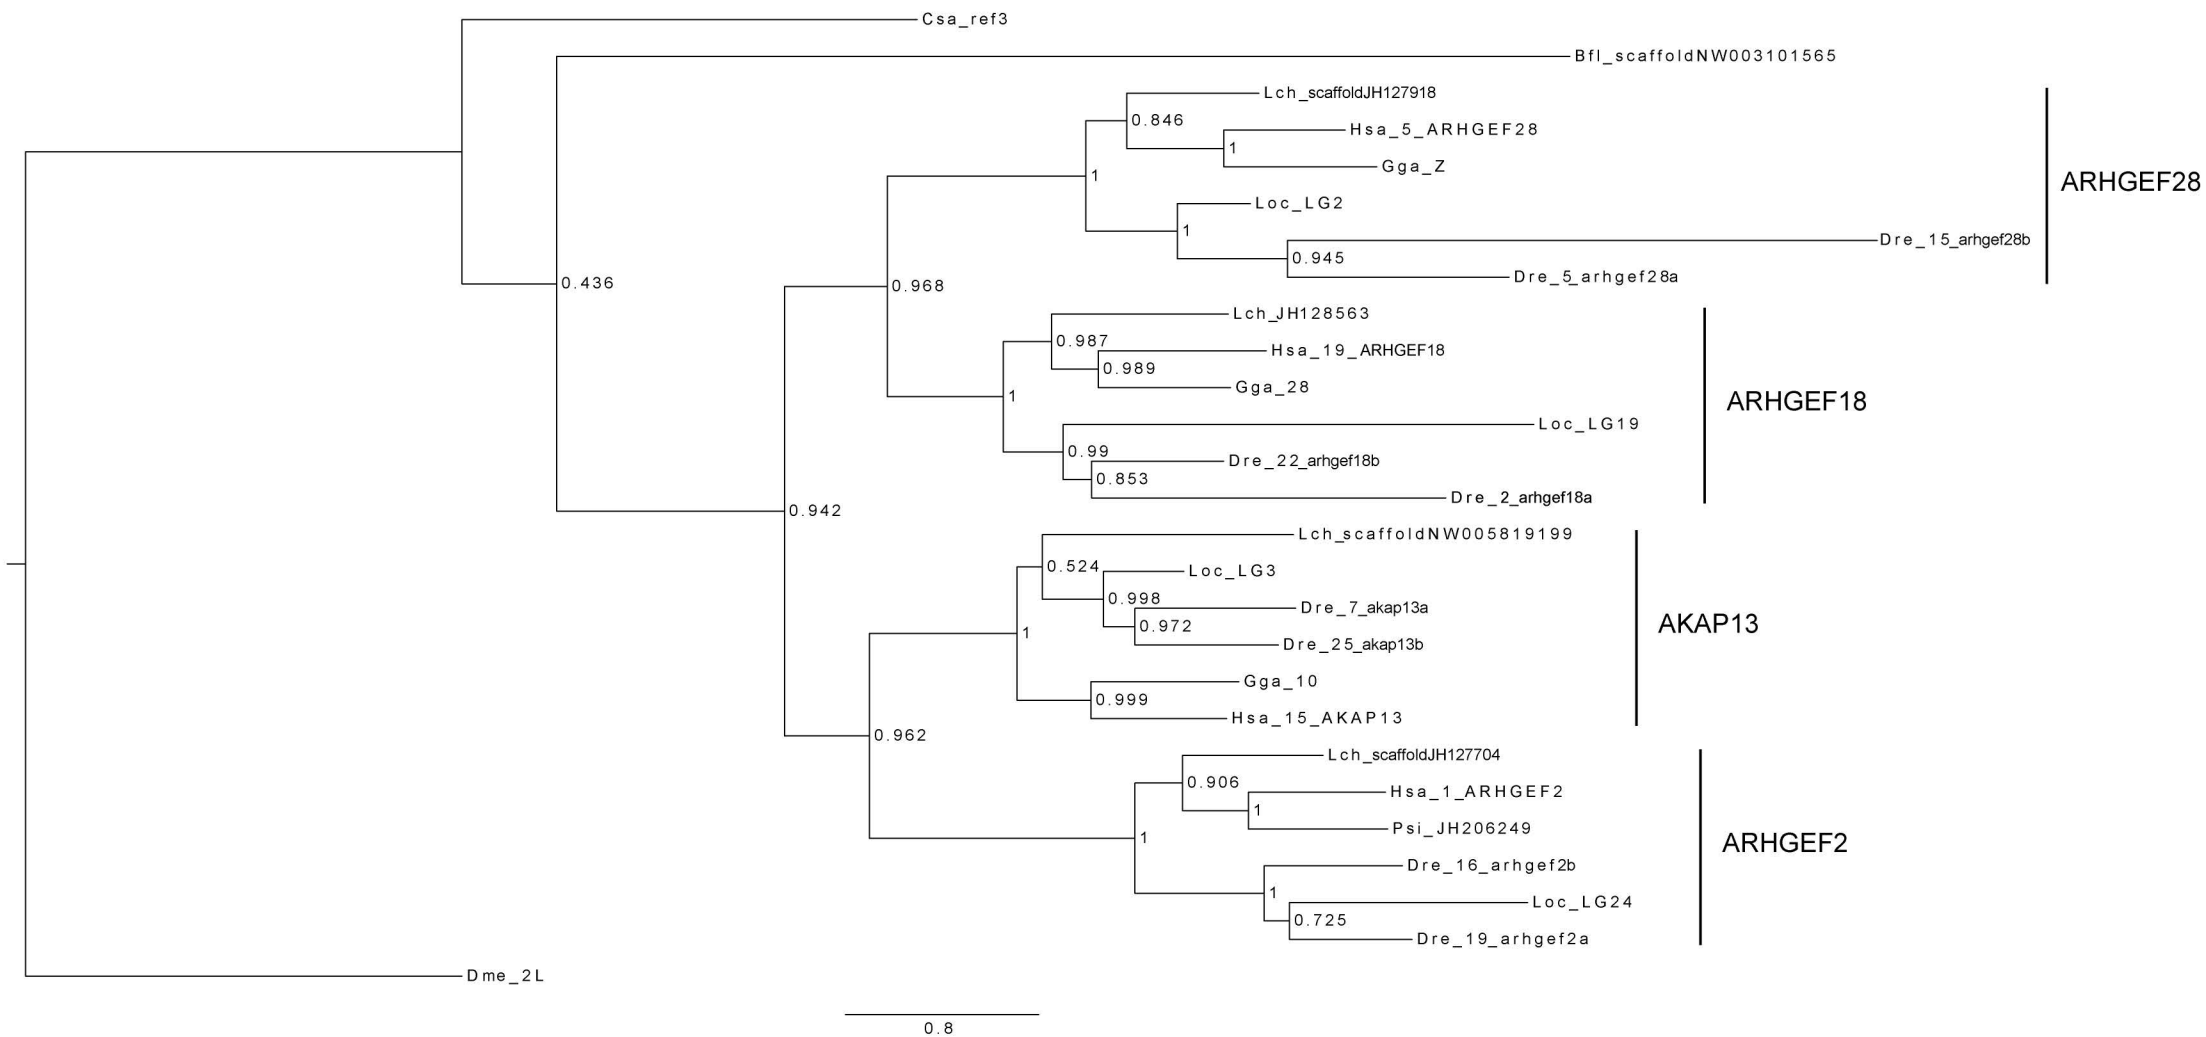 Csa_ref3
Bfl_scaffoldNW003101565
Lch_scaffoldJH127918
0.846
Hsa_5_ARHGEF28
1
Gga_Z
1
ARHGEF28
Loc_LG2
1
Dre_15_arhgef28b
0.945
Dre_5_arhgef28a
0.436
0.968
Lch_JH128563
0.987
Hsa_19_ARHGEF18
0.989
Gga_28
1
ARHGEF18
Loc_LG19
0.99
Dre_22_arhgef18b
0.853
Dre_2_arhgef18a
0.942
Lch_scaffoldNW005819199
0.524
Loc_LG3
0.998
Dre_7_akap13a
0.972
Dre_25_akap13b
1
AKAP13
Gga_10
0.999
Hsa_15_AKAP13
0.962
Lch_scaffoldJH127704
0.906
Hsa_1_ARHGEF2
1
Psi_JH206249
1
ARHGEF2
Dre_16_arhgef2b
1
Loc_LG24
0.725
Dre_19_arhgef2a
Dme_2L
0.8